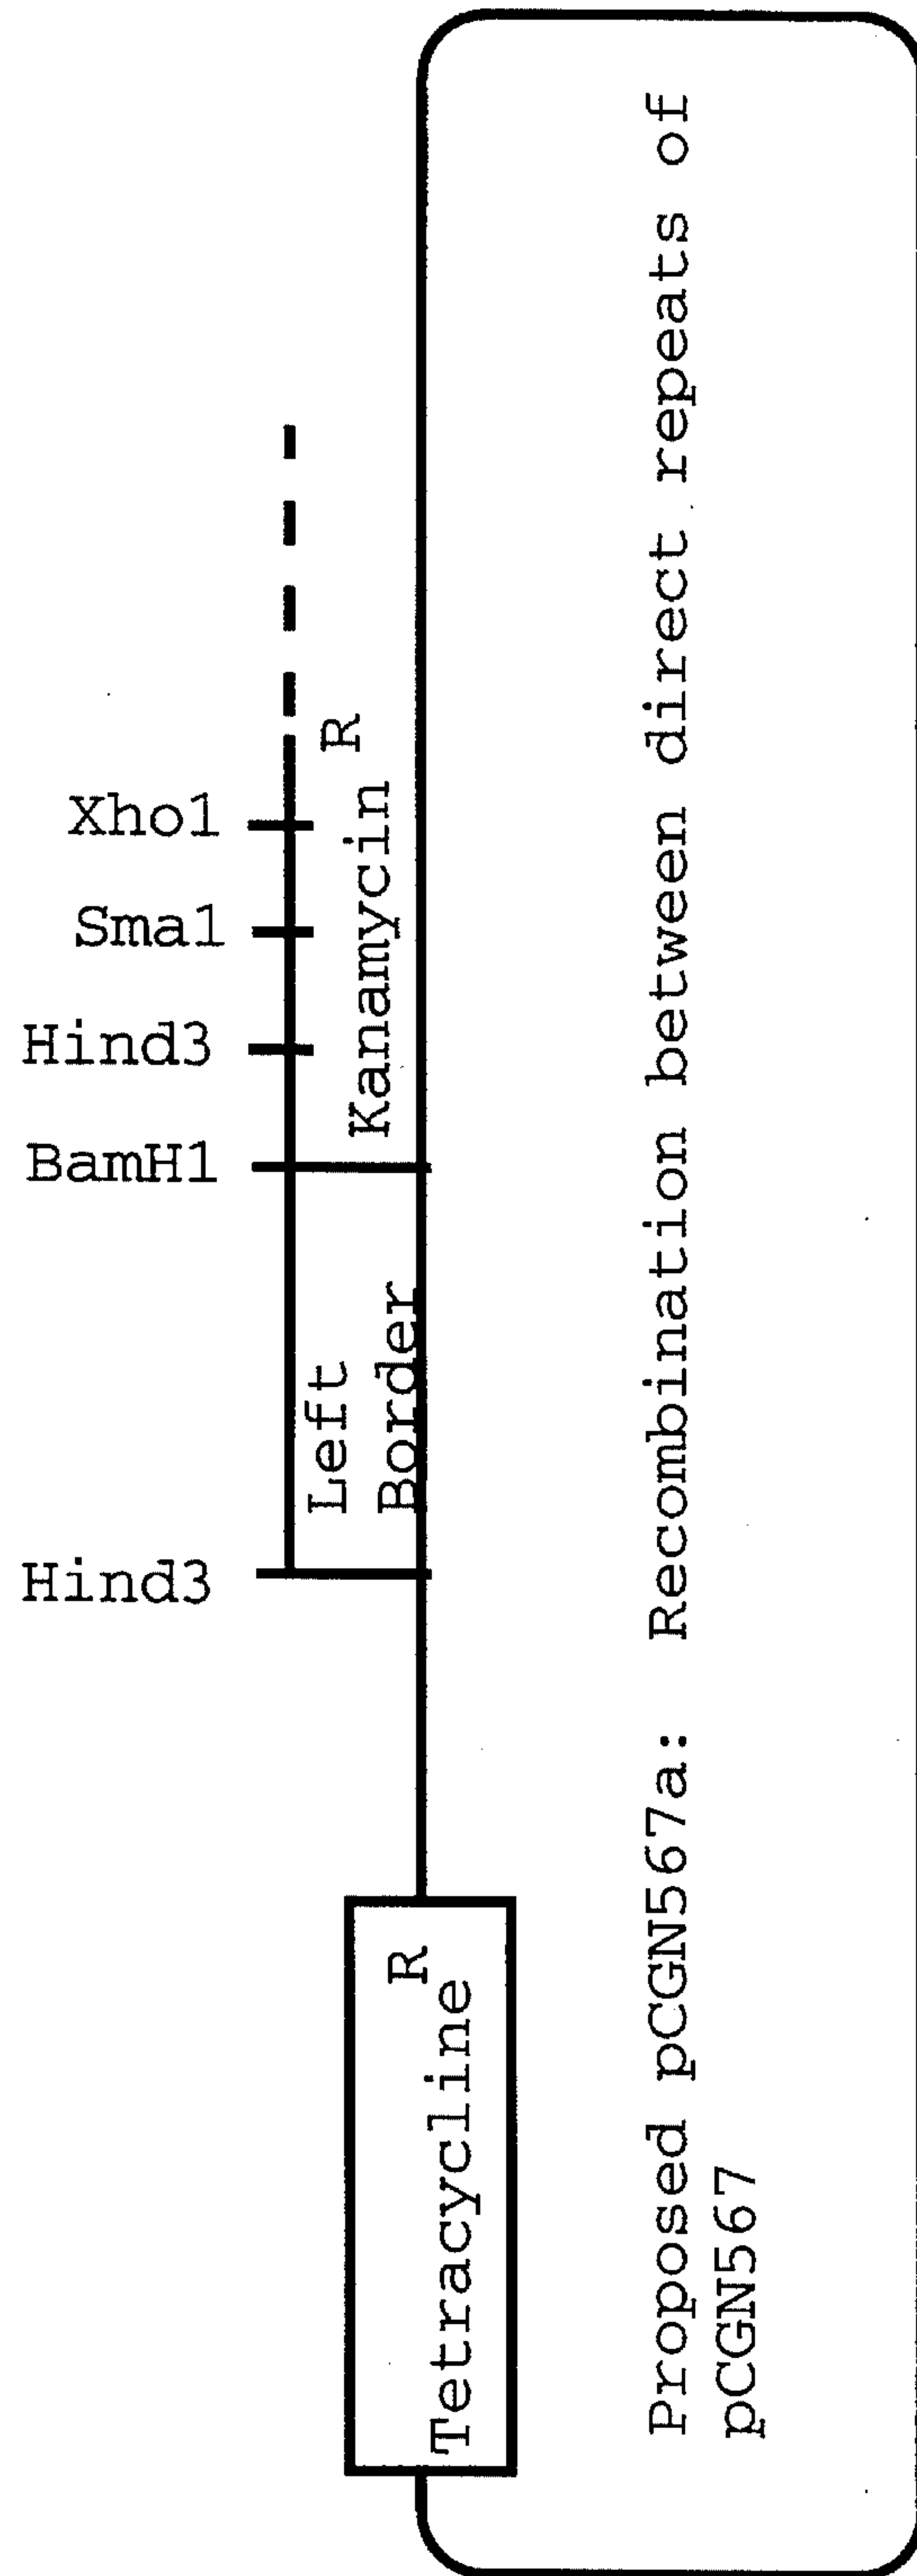 Hind3
BamH1
Hind3
Sma1
Xho1
Left
Border
Kanamycin R
Tetracycline R
Proposed pCGN567a: Recombination between direct repeats of
pCGN567